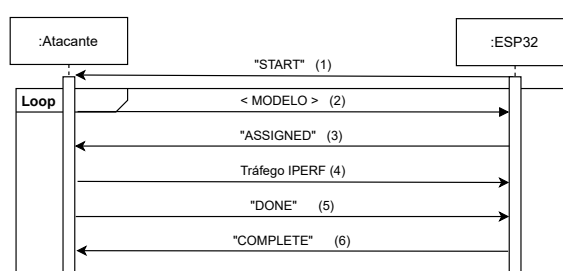 :Atacante
:ESP32
"START" (1)
Loop
< MODELO > (2)
"ASSIGNED" (3)
Tráfego IPERF (4)
"DONE" (5)
"COMPLETE" (6)